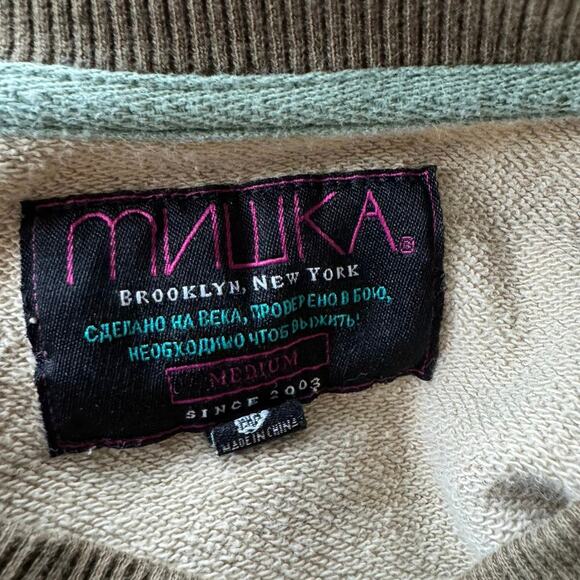 МИШКА®
BROOKLYN, NEW YORK
СДЕЛАНО НА ВЕКА, ПРОВЕРЕНО В БОЮ,
НЕОБХОДИМО ЧТОБ ВЫЖИТЬ!
MEDIUM
SINCE 2003
MADE IN CHINA